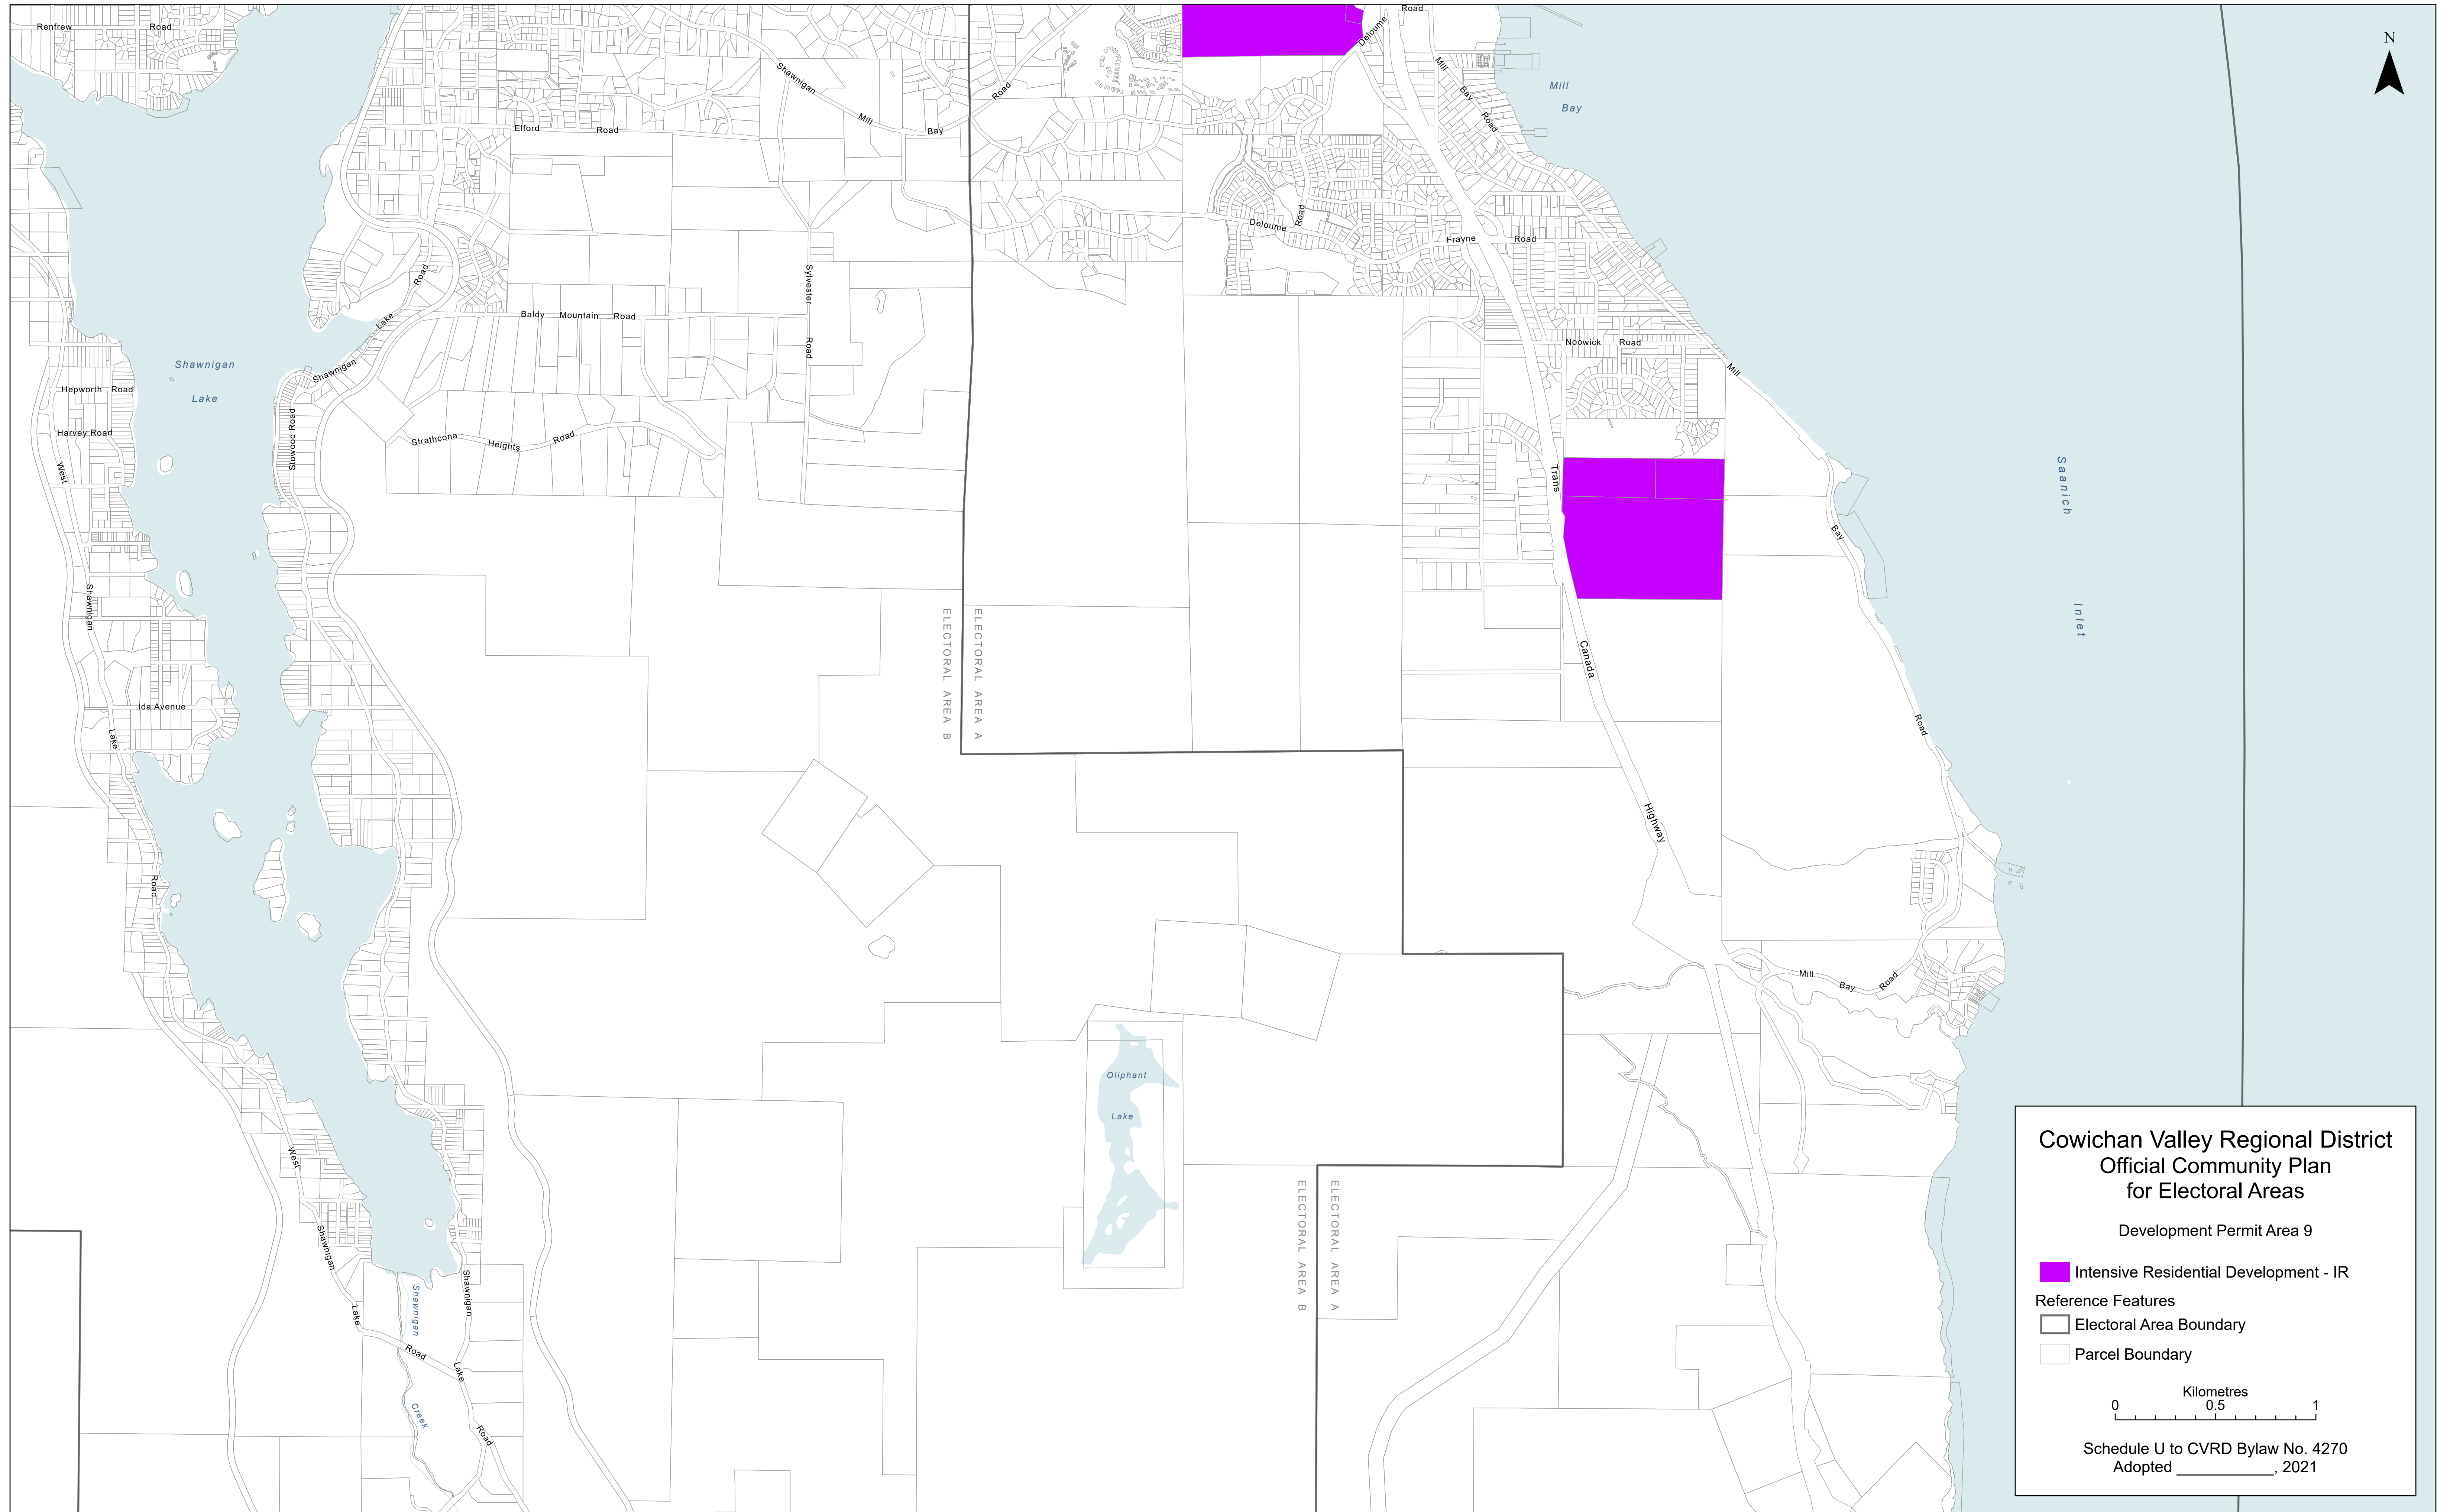 Renfrew Road
Road
Deloume
N
Shawnigan Mill Bay Road
Mill Bay Road
Mill
Bay
Elford Road
Deloume Road
Frayne Road
Lake Road
Sylvester Road
Baldy Mountain Road
Noowick Road
Shawnigan
Lake
Shawnigan
Mill Bay Road
Hepworth Road
Harvey Road
Stowood Road
Strathcona Heights Road
West Shawnigan Lake Road
Trans Canada Highway
Saanich
Inlet
ELECTORAL AREA B
ELECTORAL AREA A
Ida Avenue
Mill Bay Road
Oliphant
Lake
West Shawnigan Lake Road
ELECTORAL AREA B
ELECTORAL AREA A
Shawnigan Creek
Shawnigan Lake Road
Cowichan Valley Regional District
Official Community Plan
for Electoral Areas
Development Permit Area 9
Intensive Residential Development - IR
Reference Features
Electoral Area Boundary
Parcel Boundary
Kilometres
0 0.5 1
Schedule U to CVRD Bylaw No. 4270
Adopted ____________, 2021